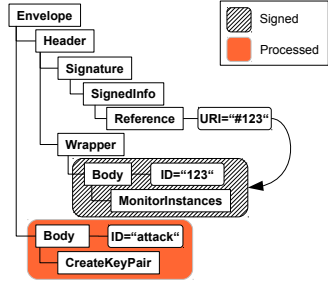 Envelope
Signed
Processed
Header
Signature
SignedInfo
Reference URI="#123"
Wrapper
Body ID="123"
MonitorInstances
Body ID="attack"
CreateKeyPair